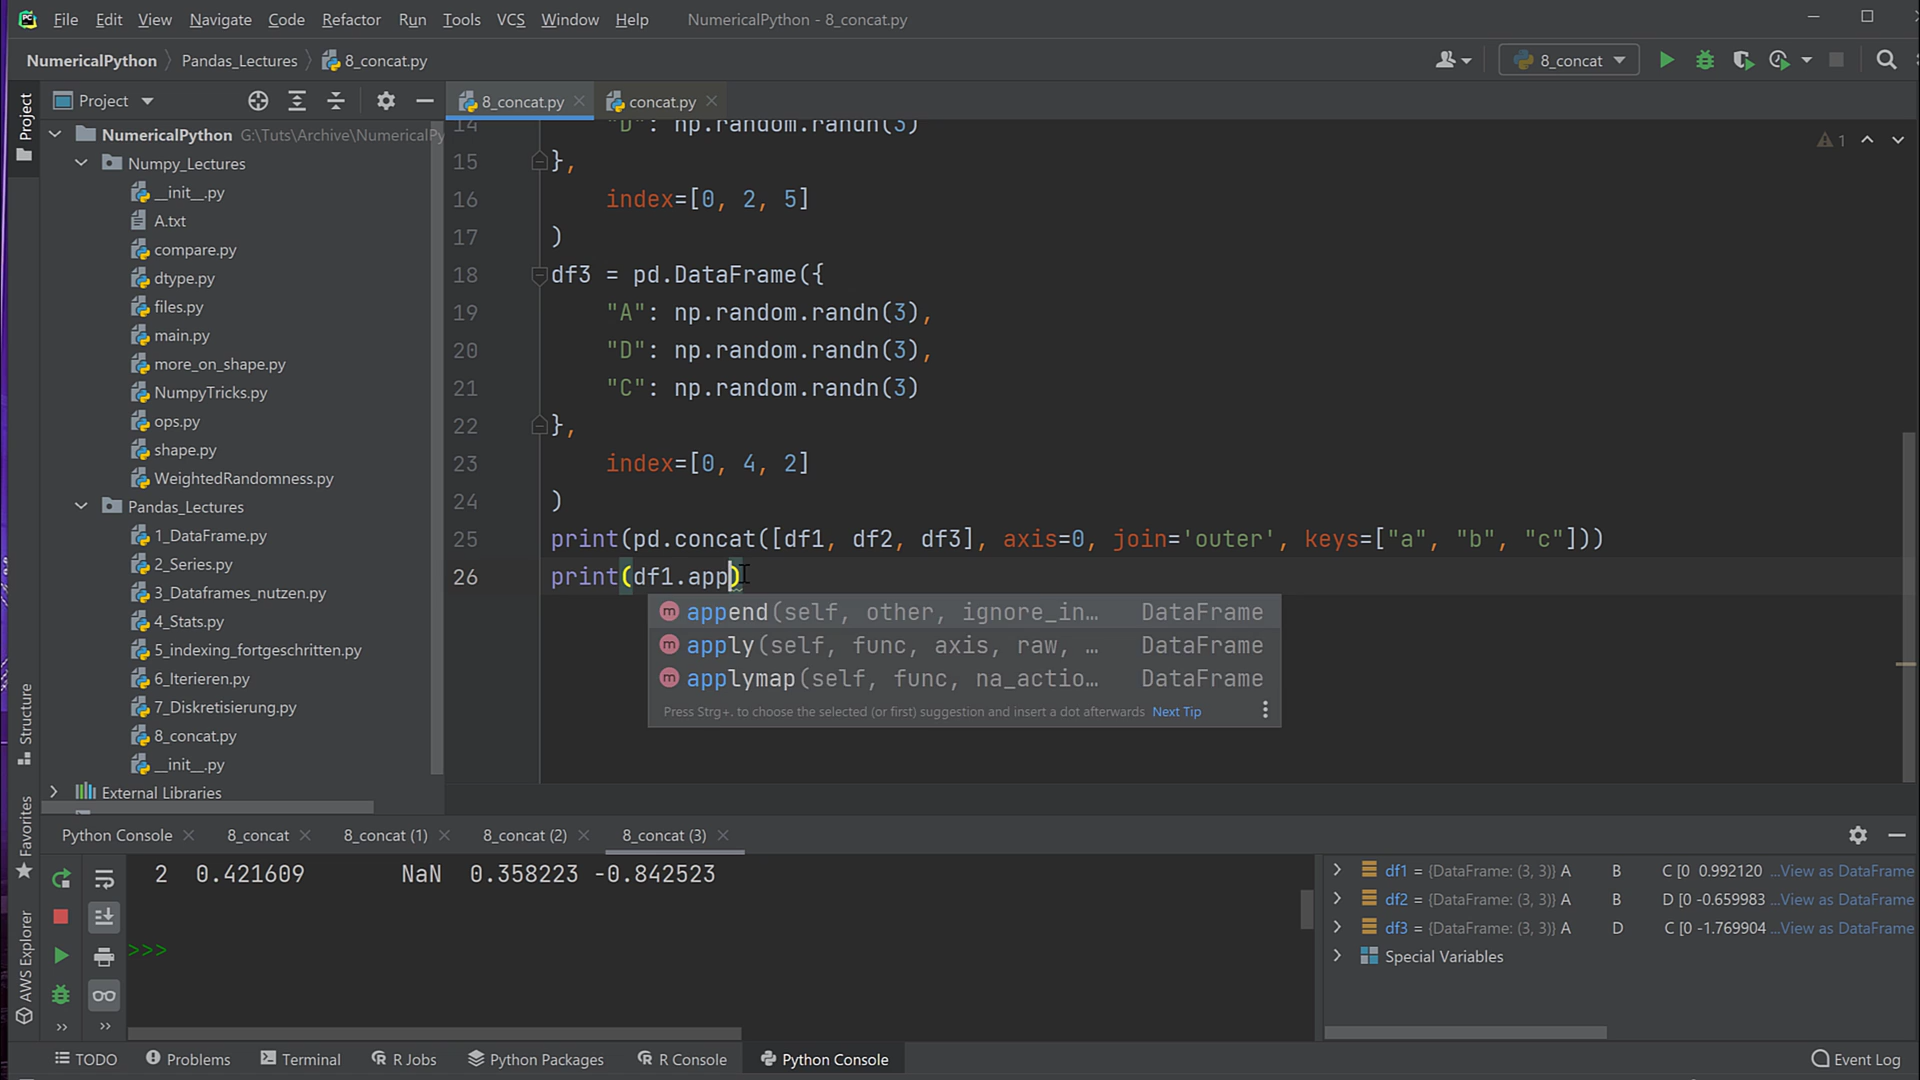 File Edit View Navigate Code Refactor Run Tools VCS Window Help NumericalPython - 8_concat.py
NumericalPython Pandas_Lectures 8_concat.py 8_concat
Project
Project
8_concat.py
concat.py
NumericalPython G:\Tuts\Archive\NumericalPy
Numpy_Lectures
__init__.py
A.txt
compare.py
dtype.py
files.py
main.py
more_on_shape.py
NumpyTricks.py
ops.py
shape.py
WeightedRandomness.py
Pandas_Lectures
1_DataFrame.py
2_Series.py
3_Dataframes_nutzen.py
4_Stats.py
5_indexing_fortgeschritten.py
6_Iterieren.py
7_Diskretisierung.py
8_concat.py
__init__.py
External Libraries
Structure
Favorites
AWS Explorer
1
14 "D": np.random.randn(3)
15 },
16 index=[0, 2, 5]
17 )
18 df3 = pd.DataFrame({
19 "A": np.random.randn(3),
20 "D": np.random.randn(3),
21 "C": np.random.randn(3)
22 },
23 index=[0, 4, 2]
24 )
25 print(pd.concat([df1, df2, df3], axis=0, join='outer', keys=["a", "b", "c"]))
26 print(df1.app)
m append(self, other, ignore_in… DataFrame
m apply(self, func, axis, raw, … DataFrame
m applymap(self, func, na_actio… DataFrame
Press Strg+. to choose the selected (or first) suggestion and insert a dot afterwards Next Tip
Python Console 8_concat 8_concat (1) 8_concat (2) 8_concat (3)
2 0.421609 NaN 0.358223 -0.842523
>>>
df1 = {DataFrame: (3, 3)} A B C [0 0.992120 ...View as DataFrame
df2 = {DataFrame: (3, 3)} A B D [0 -0.659983 ...View as DataFrame
df3 = {DataFrame: (3, 3)} A D C [0 -1.769904 ...View as DataFrame
Special Variables
TODO Problems Terminal R Jobs Python Packages R Console Python Console Event Log